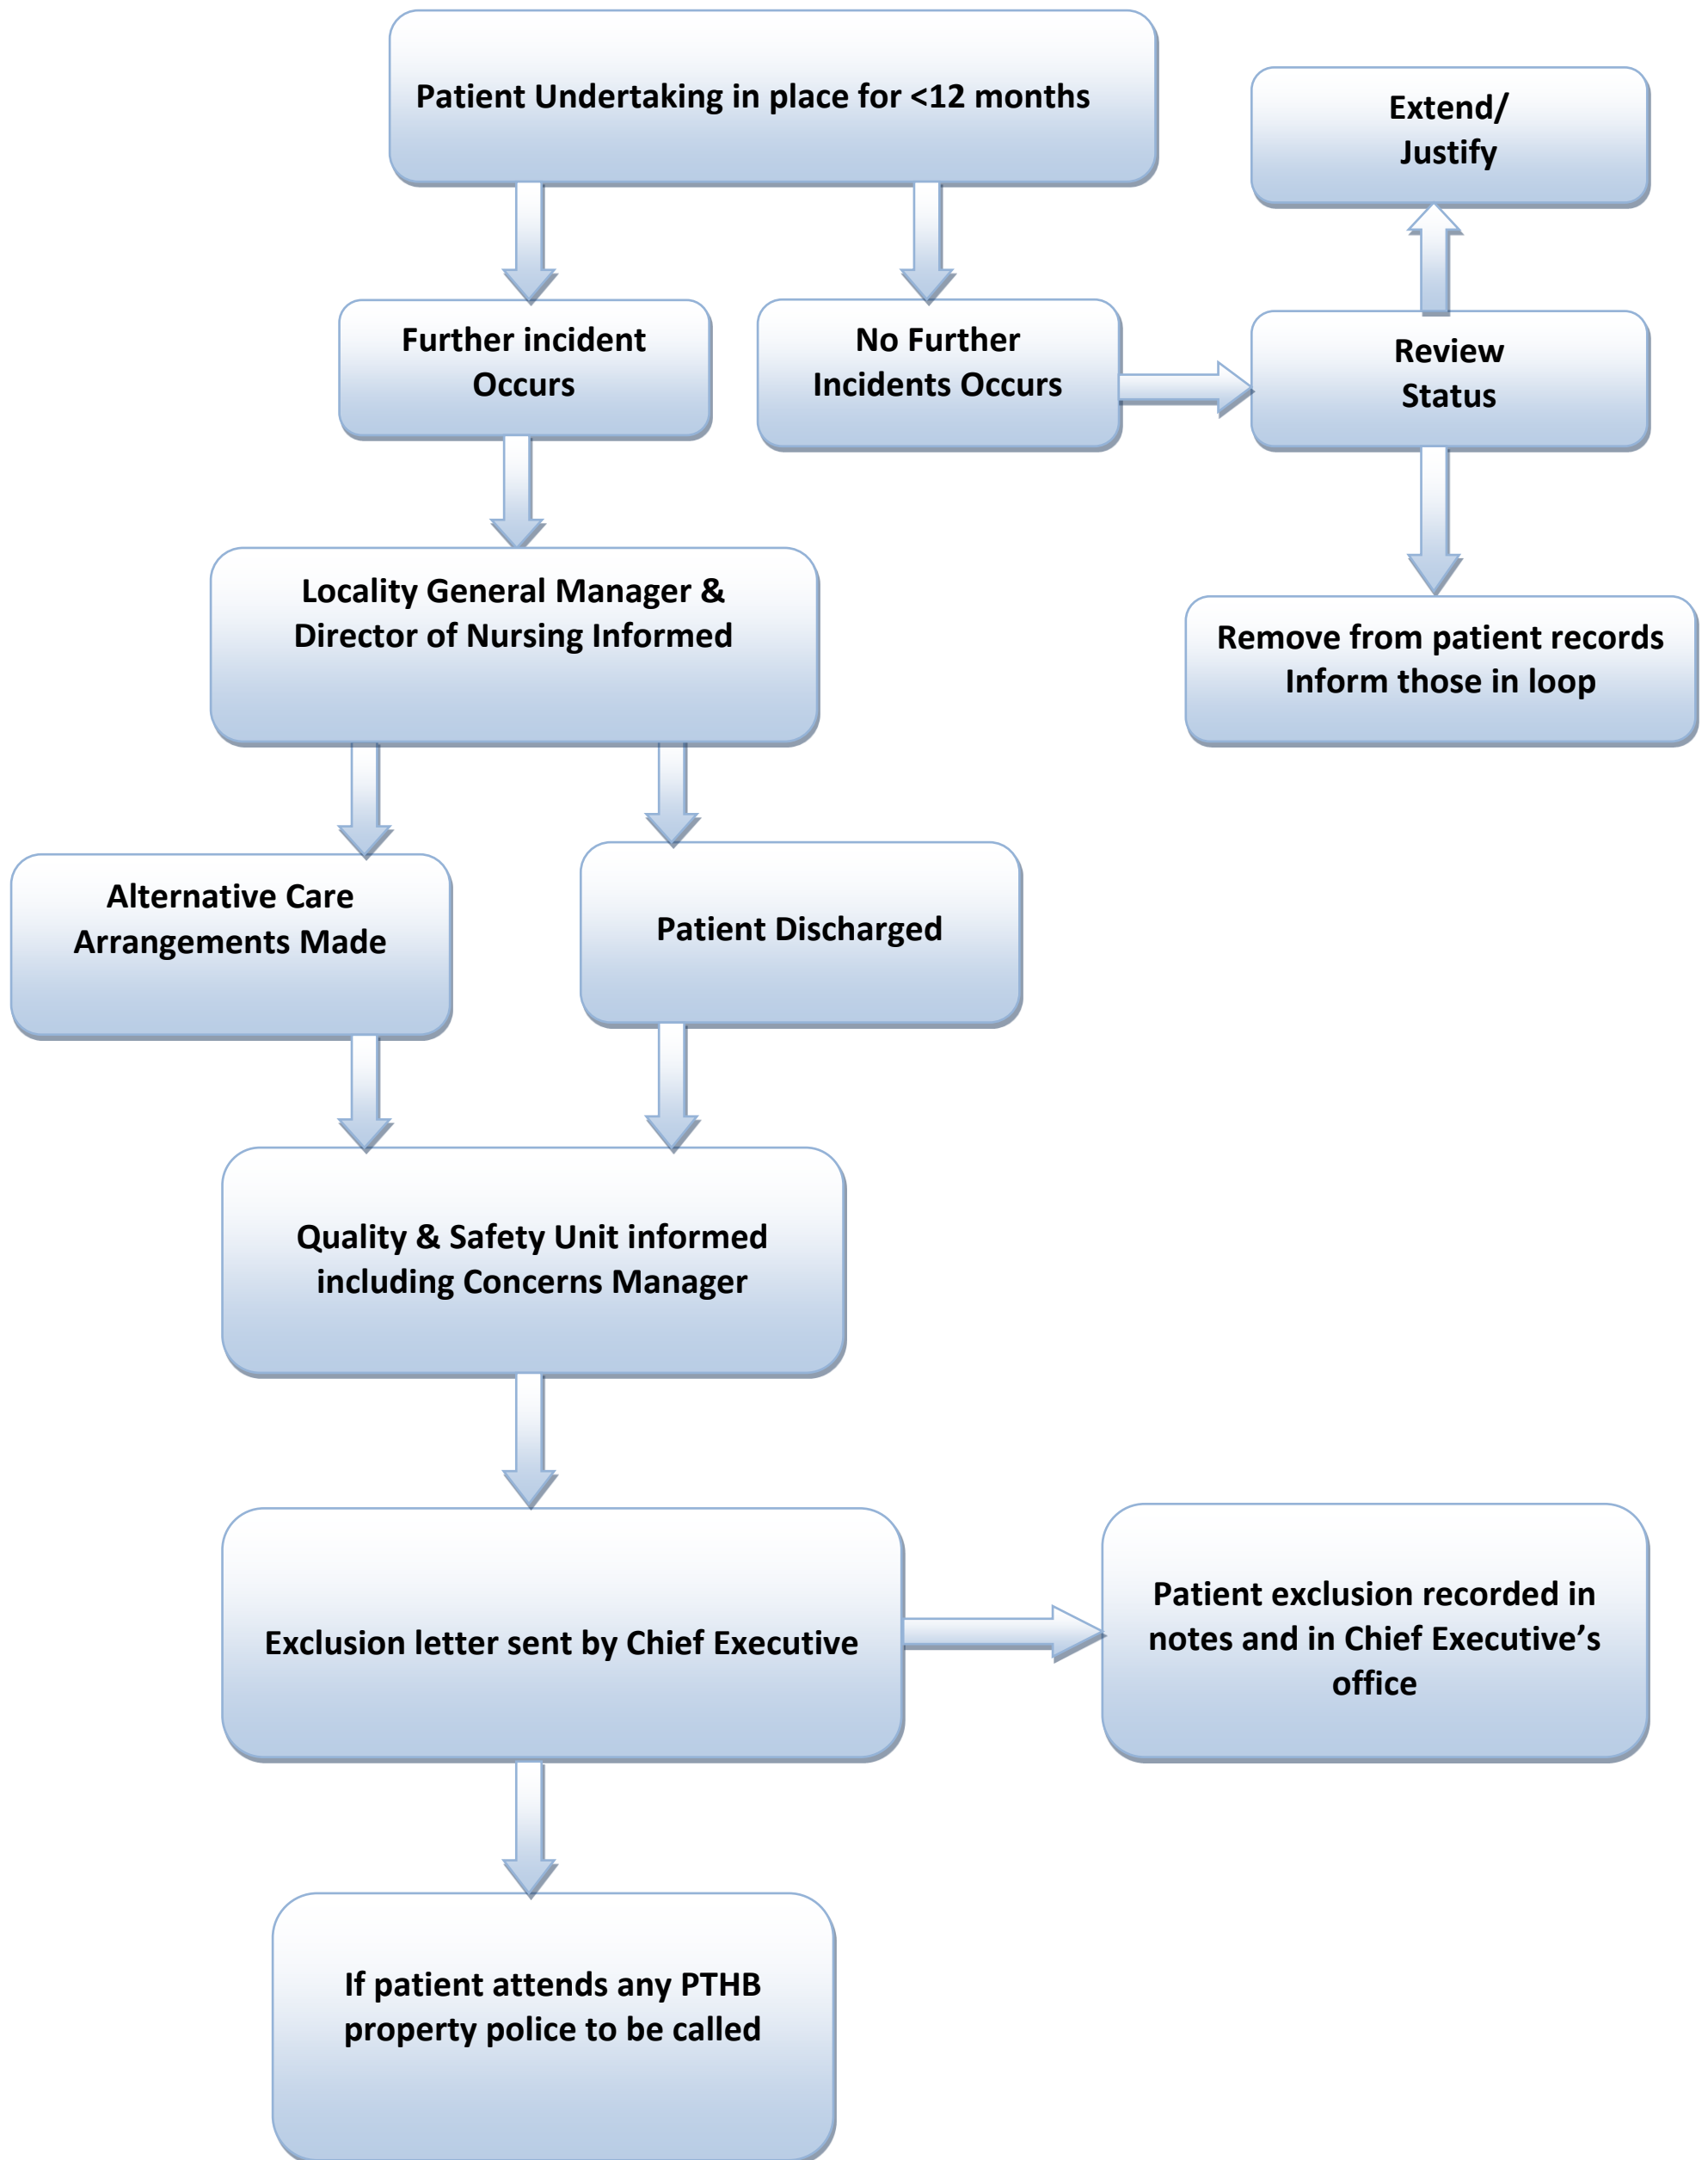 Patient Undertaking in place for <12 months
Extend/
Justify
Further incident
Occurs
No Further
Incidents Occurs
Review
Status
Locality General Manager &
Director of Nursing Informed
Remove from patient records
Inform those in loop
Alternative Care
Arrangements Made
Patient Discharged
Quality & Safety Unit informed
including Concerns Manager
Exclusion letter sent by Chief Executive
Patient exclusion recorded in
notes and in Chief Executive’s
office
If patient attends any PTHB
property police to be called